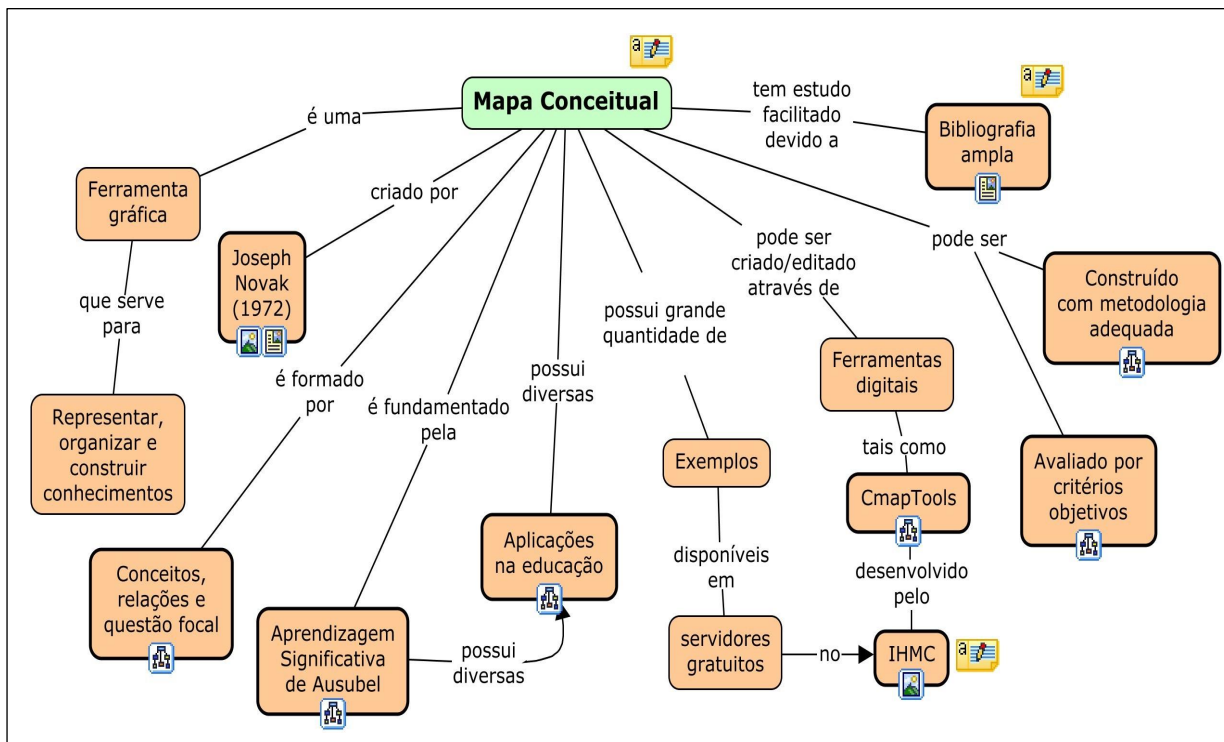 Mapa Conceitual
é uma
Ferramenta
gráfica
que serve
para
Representar,
organizar e
construir
conhecimentos
criado por
Joseph
Novak
(1972)
é formado
por
Conceitos,
relações e
questão focal
é fundamentado
pela
Aprendizagem
Significativa
de Ausubel
possui
diversas
possui
diversas
Aplicações
na educação
possui grande
quantidade de
Exemplos
disponíveis
em
servidores
gratuitos
no
pode ser
criado/editado
através de
Ferramentas
digitais
tais como
CmapTools
desenvolvido
pelo
IHMC
tem estudo
facilitado
devido a
Bibliografia
ampla
pode ser
Construído
com metodologia
adequada
Avaliado por
critérios
objetivos
a
a
a